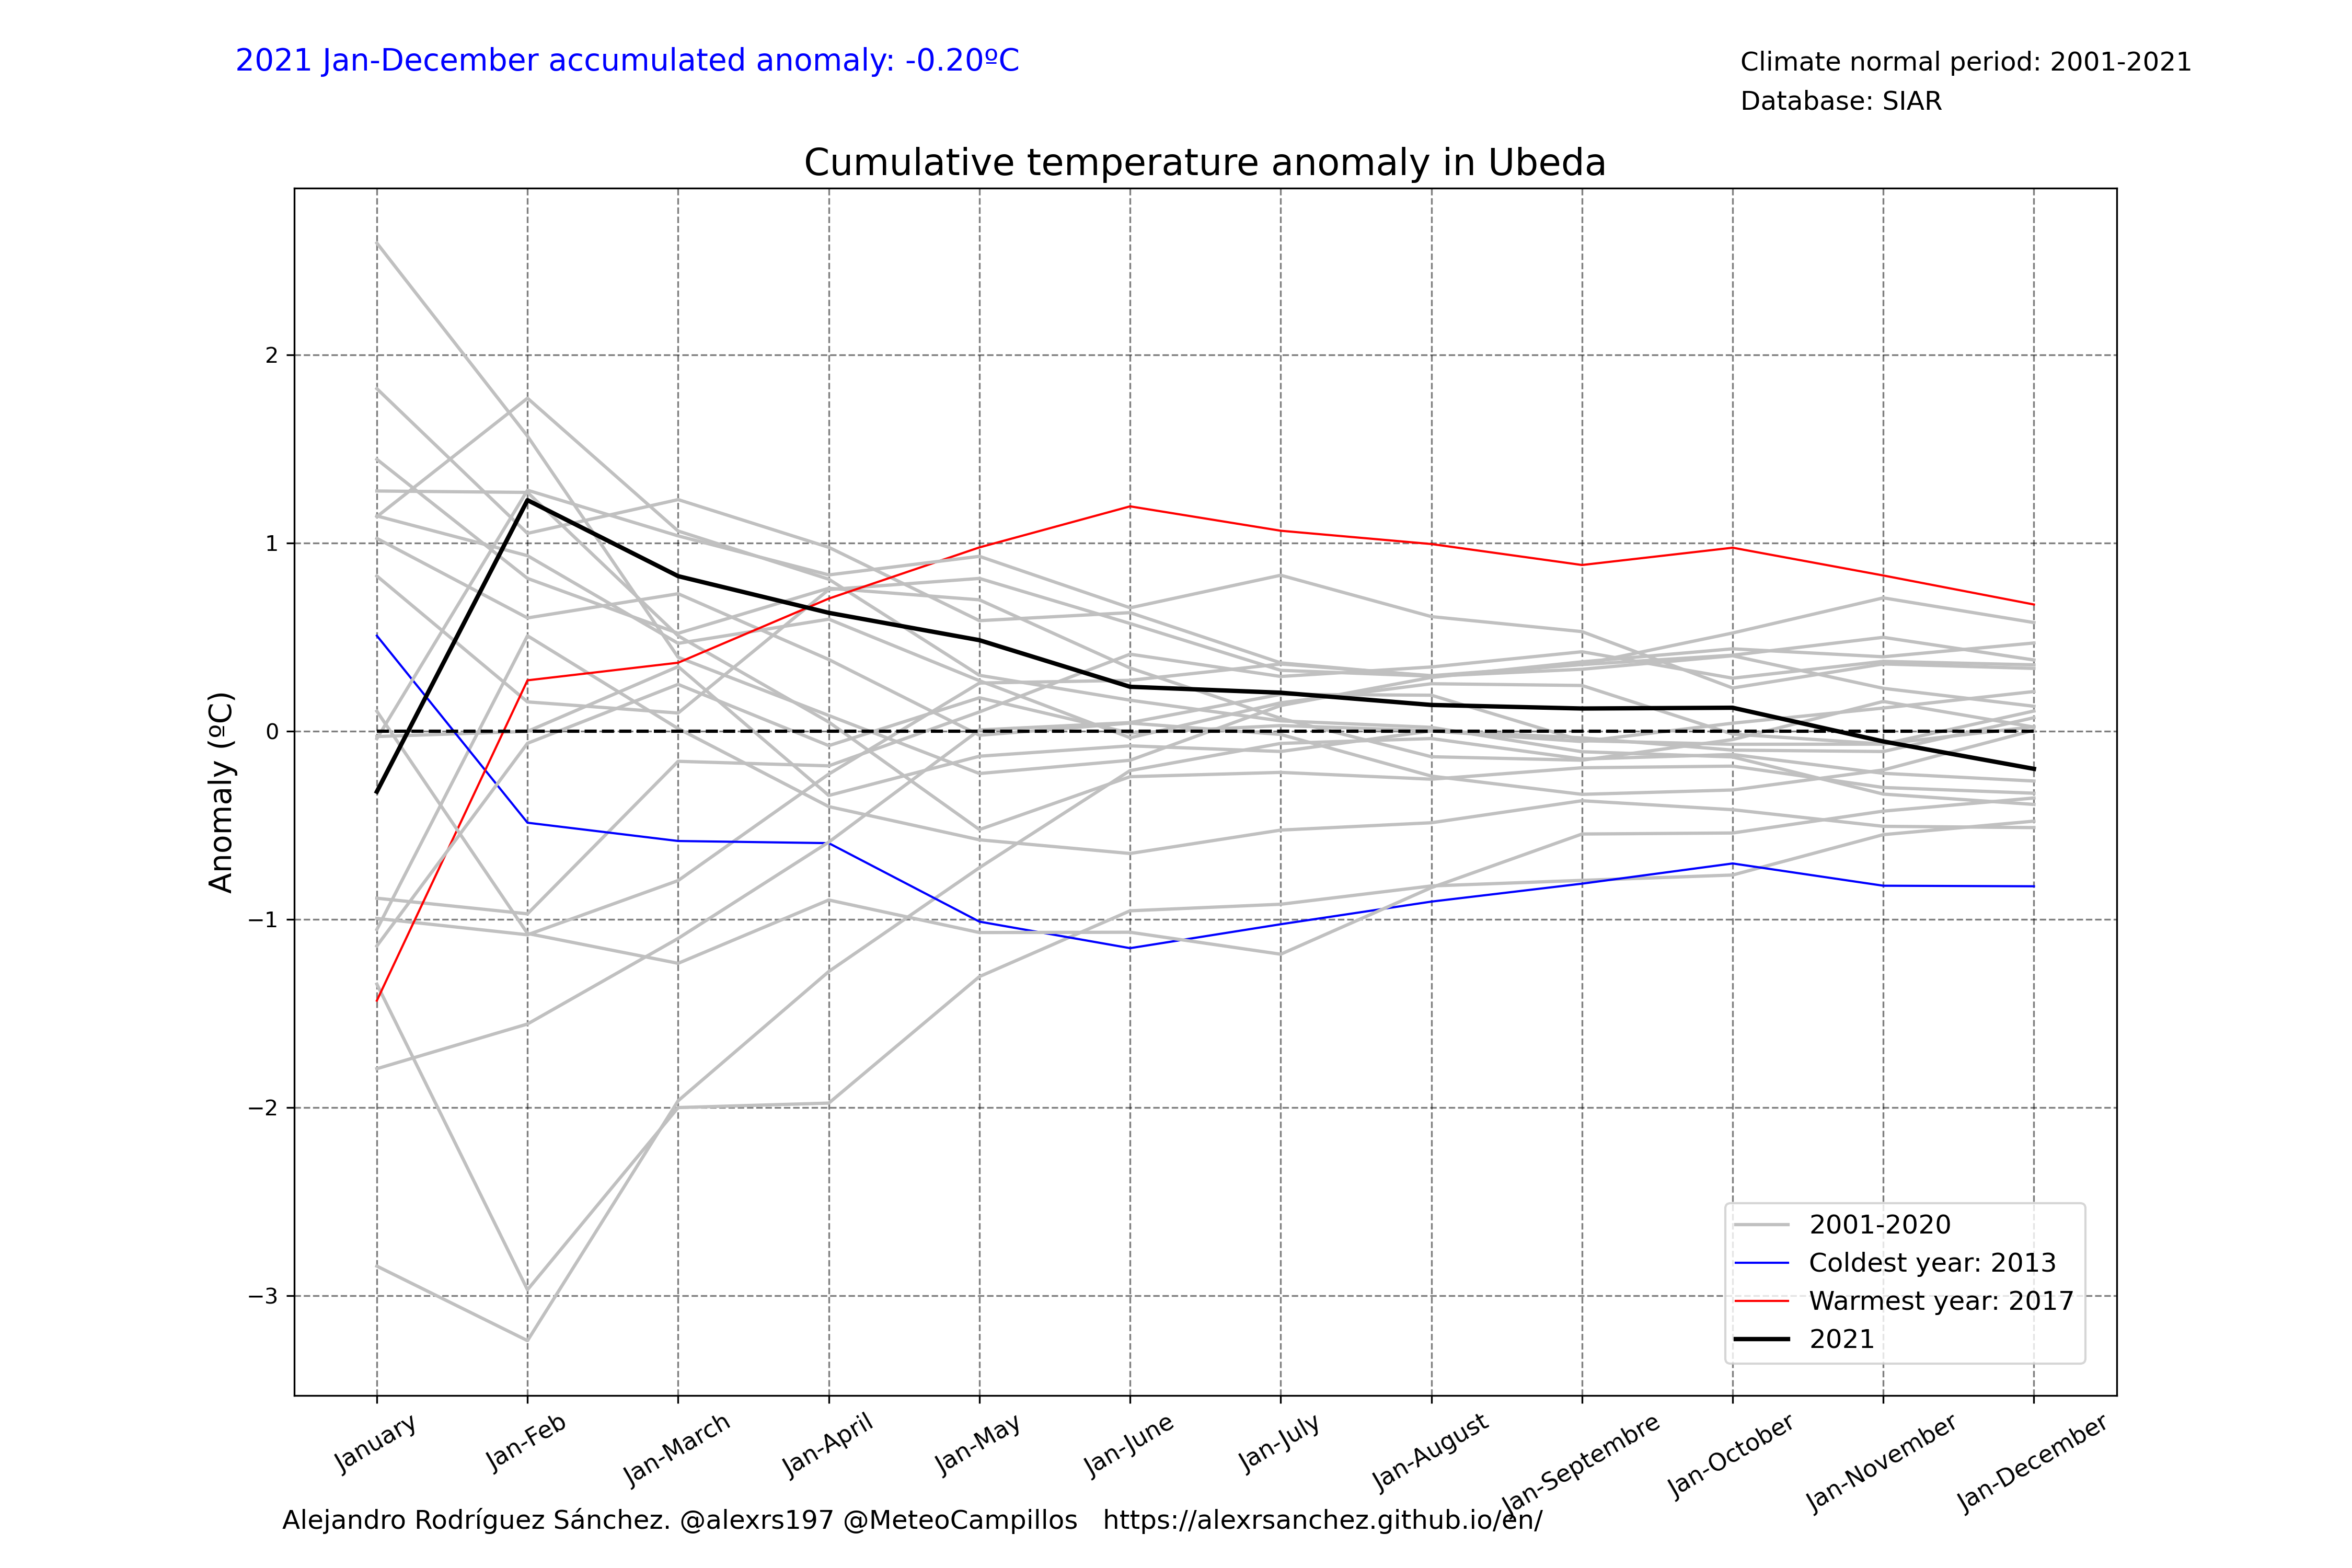 2021 Jan-December accumulated anomaly: -0.20ºC
Climate normal period: 2001-2021
Database: SIAR
Cumulative temperature anomaly in Ubeda
Anomaly (ºC)
2
1
0
−1
−2
−3
2001-2020
Coldest year: 2013
Warmest year: 2017
2021
January
Jan-Feb
Jan-March
Jan-April
Jan-May
Jan-June
Jan-July
Jan-August
Jan-Septembre
Jan-October
Jan-November
Jan-December
Alejandro Rodríguez Sánchez. @alexrs197 @MeteoCampillos   https://alexrsanchez.github.io/en/